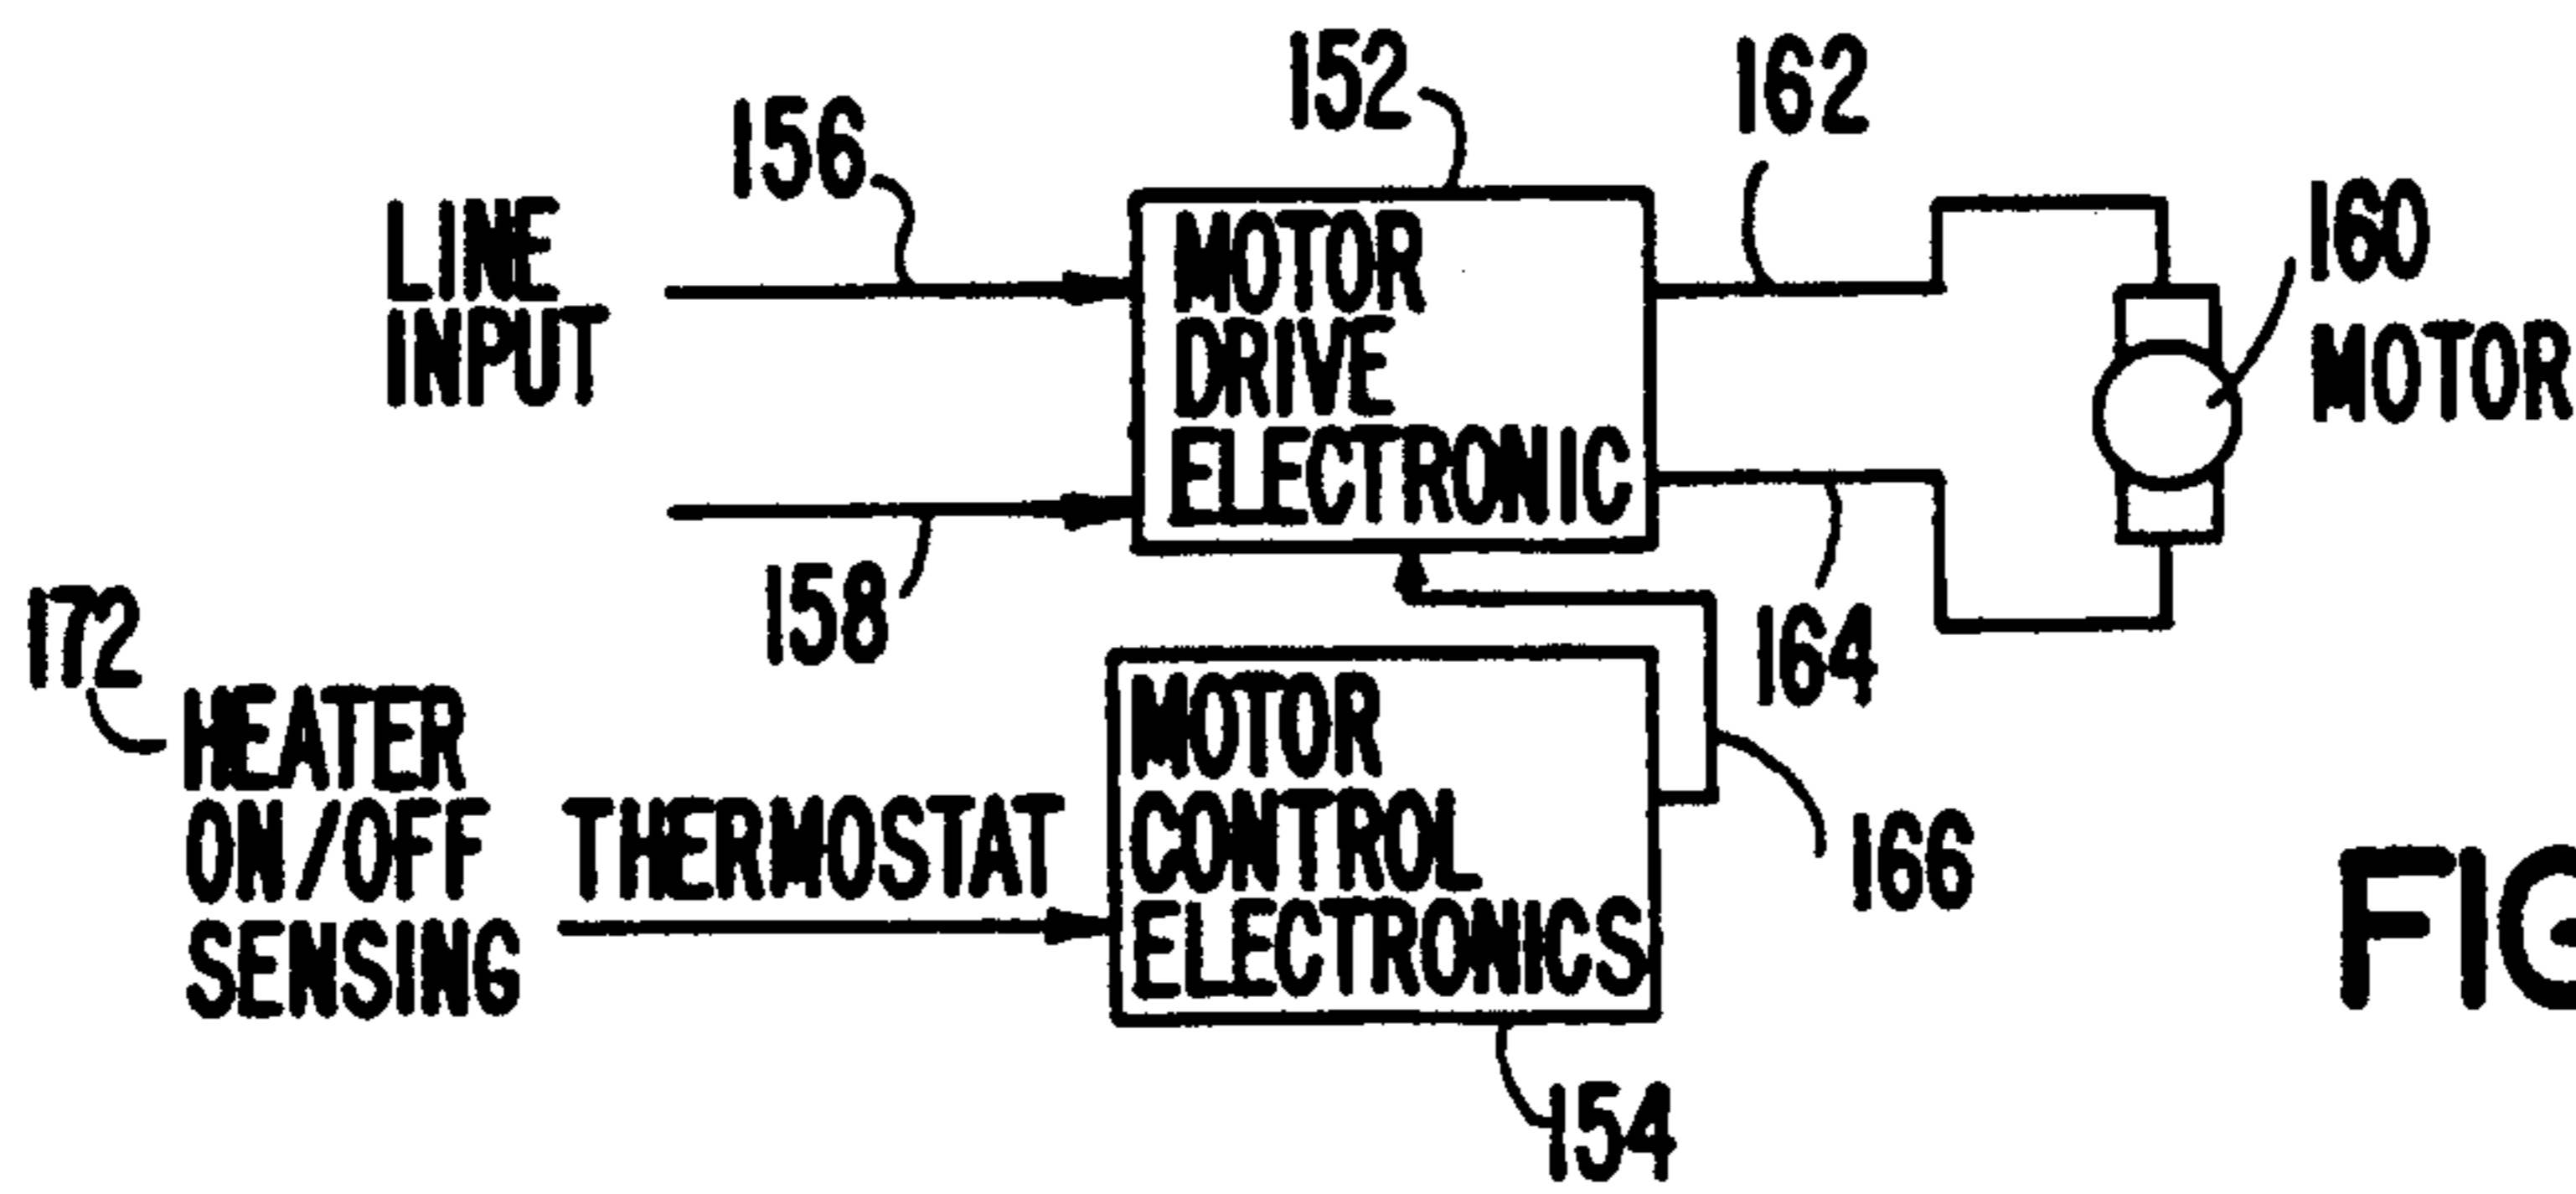 152
162
156
160
LINE
INPUT
MOTOR
DRIVE
ELECTRONIC
MOTOR
158
164
172
HEATER
ON/OFF
SENSING
THERMOSTAT
MOTOR
CONTROL
ELECTRONICS
166
154
FIG